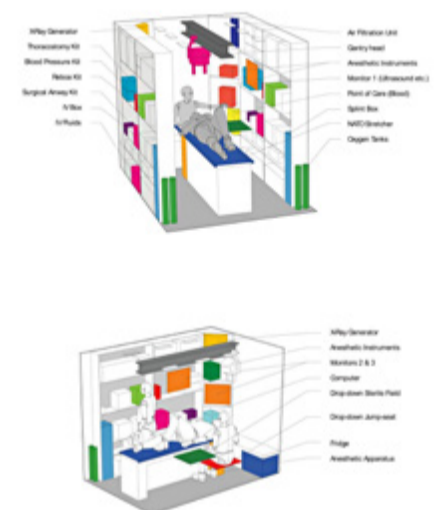 X-Ray Generator
Thoracostomy Kit
Blood Pressure Kit
Reboa Kit
Surgical Airway Kit
IV Box
IV Fluids
Air Filtration Unit
Gantry head
Anesthetic Instruments
Monitor 1 (Ultrasound etc.)
Point of Care (Blood)
Splint Box
NATO Stretcher
Oxygen Tanks
X-Ray Generator
Anesthetic Instruments
Monitors 2 & 3
Computer
Drop-down Sterile Field
Drop-down Jump-seat
Fridge
Anesthetic Apparatus